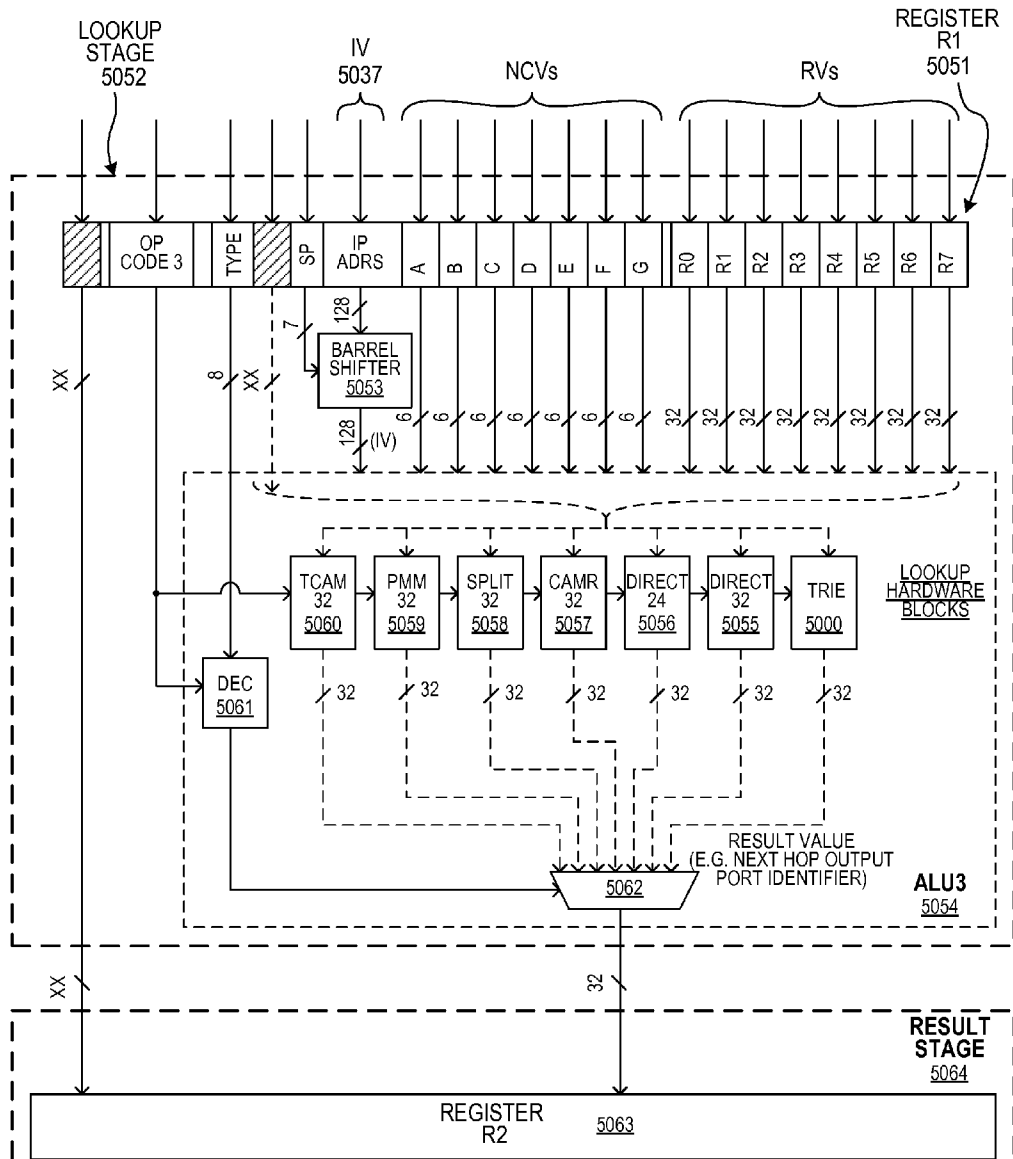 LOOKUP
STAGE
5052
IV
5037
NCVs
RVs
REGISTER
R1
5051
OP
CODE 3
TYPE
SP
IP
ADRS
A
B
C
D
E
F
G
R0
R1
R2
R3
R4
R5
R6
R7
XX
8
XX
7
128
BARREL
SHIFTER
5053
128
(IV)
6
6
6
6
6
6
6
32
32
32
32
32
32
32
32
TCAM
32
5060
PMM
32
5059
SPLIT
32
5058
CAMR
32
5057
DIRECT
24
5056
DIRECT
32
5055
TRIE
5000
LOOKUP
HARDWARE
BLOCKS
DEC
5061
32
32
32
32
32
32
32
RESULT VALUE
(E.G. NEXT HOP OUTPUT
PORT IDENTIFIER)
5062
ALU3
5054
XX
32
RESULT
STAGE
5064
REGISTER
R2
5063